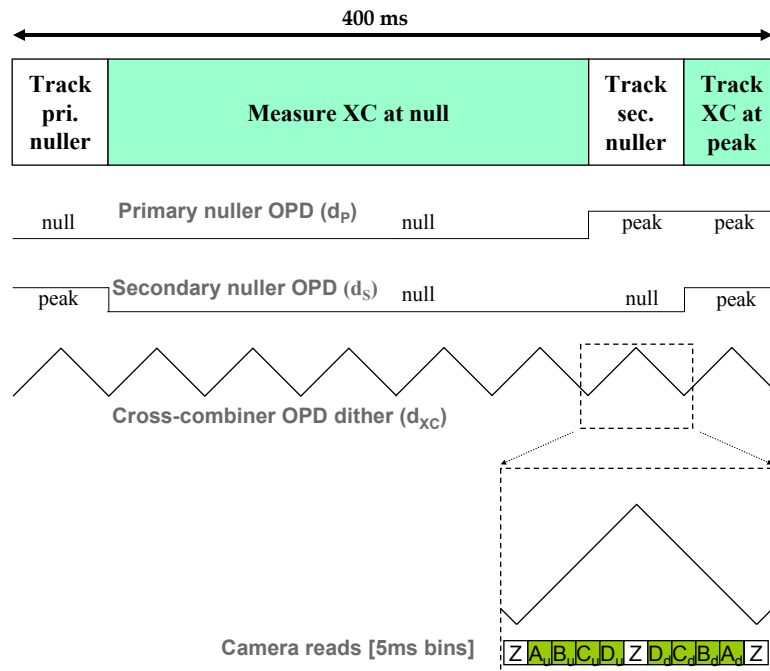 400 ms
Track pri. nuller
Measure XC at null
Track sec. nuller
Track XC at peak
Primary nuller OPD (dP)
null
null
peak
peak
Secondary nuller OPD (dS)
peak
null
null
peak
Cross-combiner OPD dither (dXC)
Camera reads [5ms bins]
Z Au Bu Cu Du Z Dd Cd Bd Ad Z